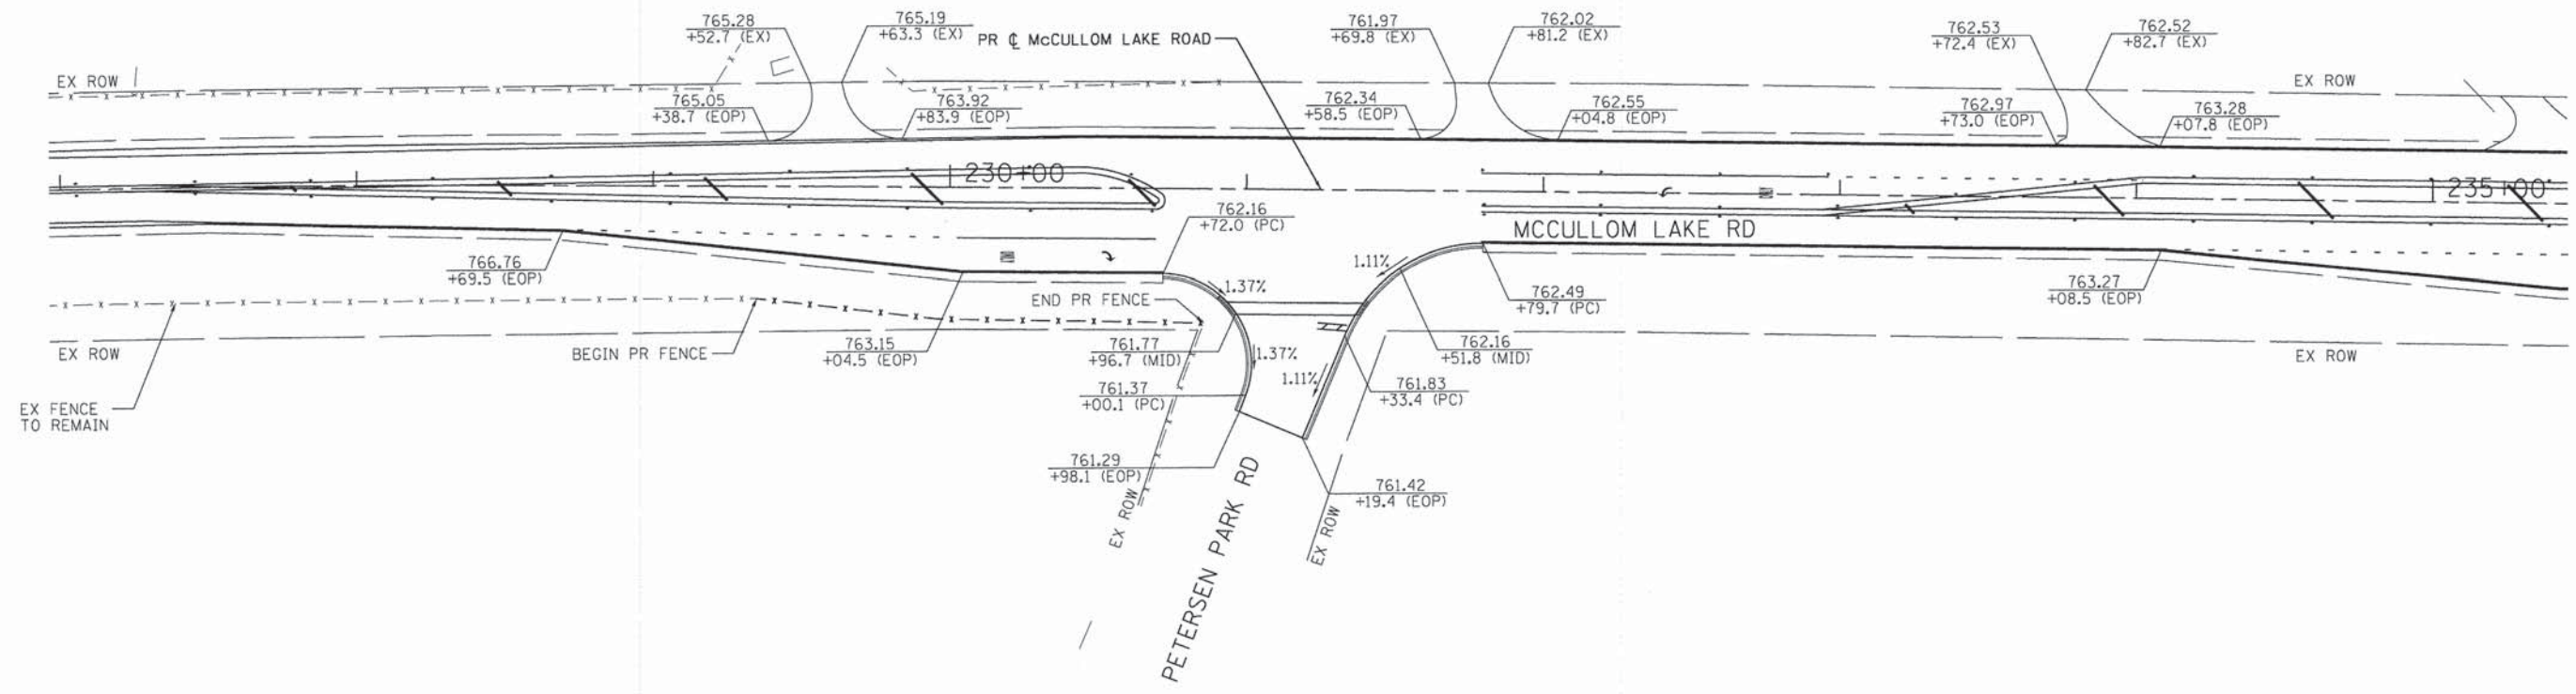 765.28
+52.7 (EX)
765.19
+63.3 (EX)
PR ℄ McCULLOM LAKE ROAD
761.97
+69.8 (EX)
762.02
+81.2 (EX)
762.53
+72.4 (EX)
762.52
+82.7 (EX)
EX ROW
EX ROW
765.05
+38.7 (EOP)
763.92
+83.9 (EOP)
762.34
+58.5 (EOP)
762.55
+04.8 (EOP)
762.97
+73.0 (EOP)
763.28
+07.8 (EOP)
230+00
235+00
762.16
+72.0 (PC)
MCCULLOM LAKE RD
766.76
+69.5 (EOP)
1.11%
1.37%
END PR FENCE
762.49
+79.7 (PC)
763.27
+08.5 (EOP)
EX ROW
BEGIN PR FENCE
763.15
+04.5 (EOP)
761.77
+96.7 (MID)
1.37%
762.16
+51.8 (MID)
EX ROW
1.11%
761.37
+00.1 (PC)
761.83
+33.4 (PC)
EX FENCE
TO REMAIN
761.29
+98.1 (EOP)
761.42
+19.4 (EOP)
EX ROW
PETERSEN PARK RD
EX ROW